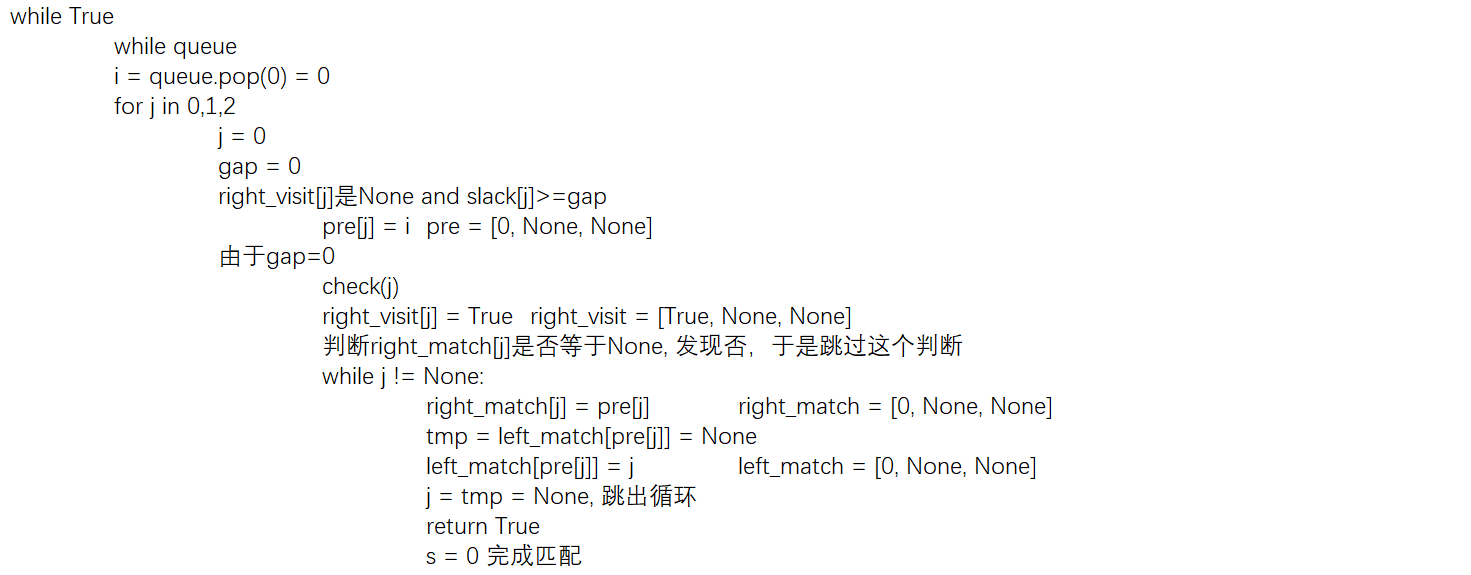 while True
while queue
i = queue.pop(0) = 0
for j in 0,1,2
j = 0
gap = 0
right_visit[j]是None and slack[j]>=gap
pre[j] = i pre = [0, None, None]
由于gap=0
check(j)
right_visit[j] = True right_visit = [True, None, None]
判断right_match[j]是否等于None, 发现否，于是跳过这个判断
while j != None:
right_match[j] = pre[j] right_match = [0, None, None]
tmp = left_match[pre[j]] = None
left_match[pre[j]] = j left_match = [0, None, None]
j = tmp = None, 跳出循环
return True
s = 0 完成匹配